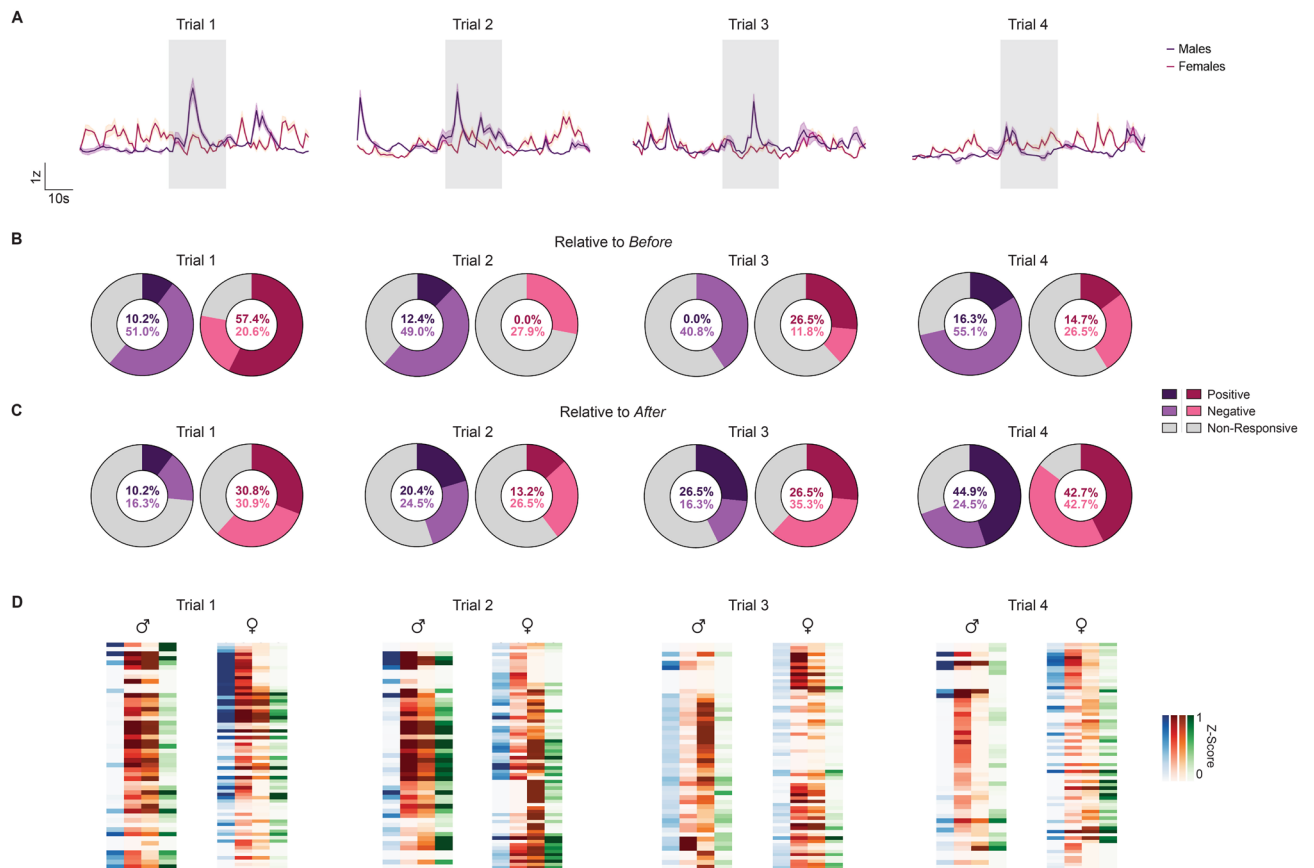 A
Trial 1
Trial 2
Trial 3
Trial 4
Males
Females
1z
10s
B
Relative to Before
Trial 1
Trial 2
Trial 3
Trial 4
10.2%
51.0%
57.4%
20.6%
12.4%
49.0%
0.0%
27.9%
0.0%
40.8%
26.5%
11.8%
16.3%
55.1%
14.7%
26.5%
Positive
Negative
Non-Responsive
C
Relative to After
Trial 1
Trial 2
Trial 3
Trial 4
10.2%
16.3%
30.8%
30.9%
20.4%
24.5%
13.2%
26.5%
26.5%
16.3%
26.5%
35.3%
44.9%
24.5%
42.7%
42.7%
D
Trial 1
Trial 2
Trial 3
Trial 4
♂ ♀ ♂ ♀ ♂ ♀ ♂ ♀
1
0
Z-Score